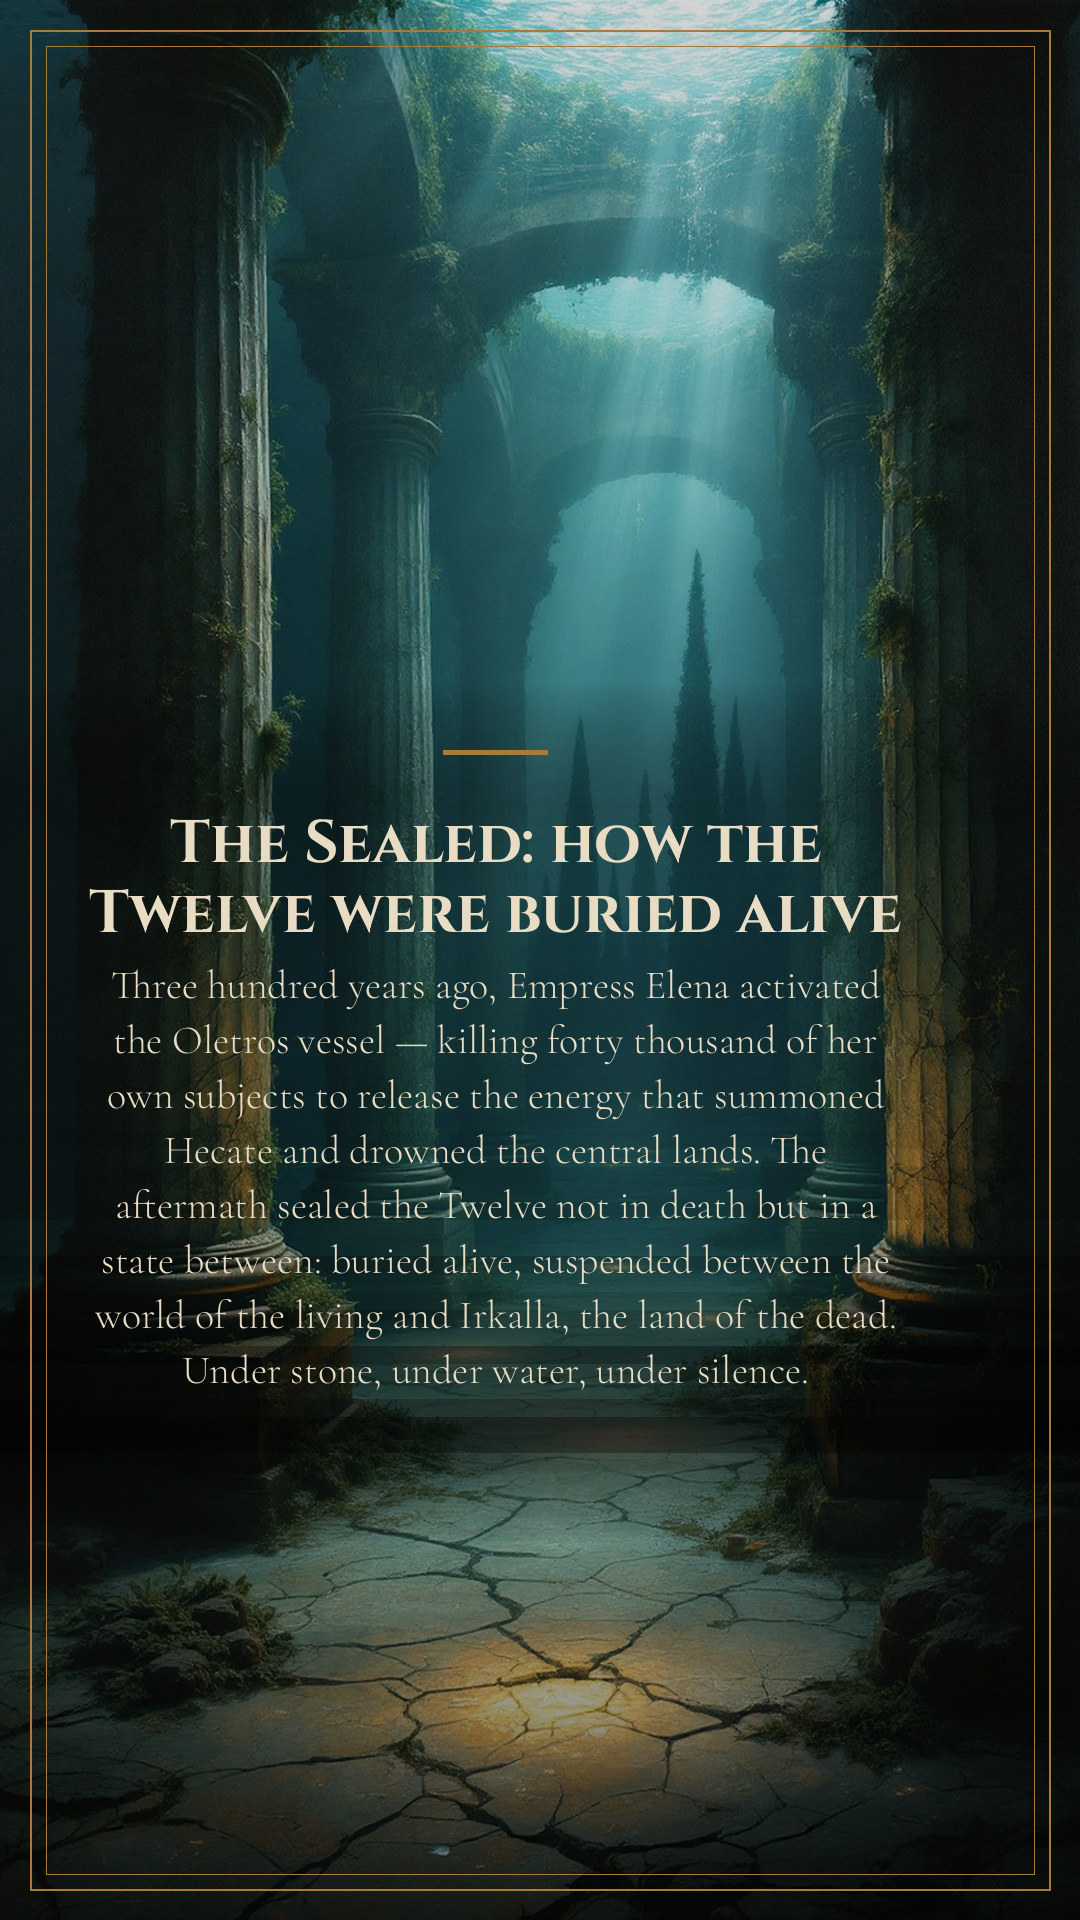 The Sealed: how the
Twelve were buried alive
Three hundred years ago, Empress Elena activated
the Oletros vessel — killing forty thousand of her
own subjects to release the energy that summoned
Hecate and drowned the central lands. The
aftermath sealed the Twelve not in death but in a
state between: buried alive, suspended between the
world of the living and Irkalla, the land of the dead.
Under stone, under water, under silence.